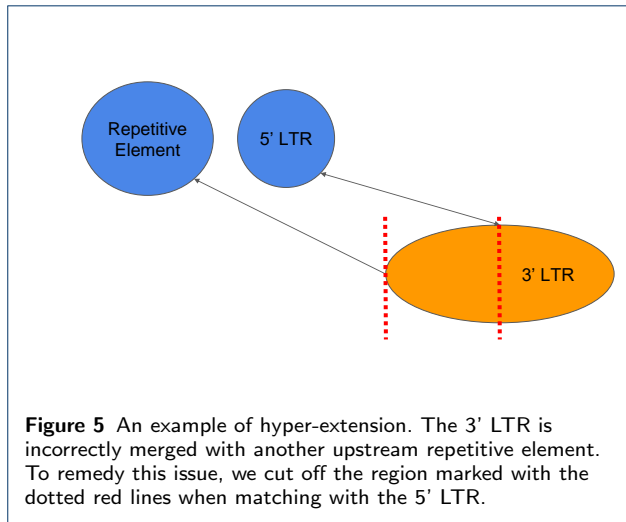 Repetitive
Element
5' LTR
3' LTR
Figure 5 An example of hyper-extension. The 3' LTR is
incorrectly merged with another upstream repetitive element.
To remedy this issue, we cut off the region marked with the
dotted red lines when matching with the 5' LTR.